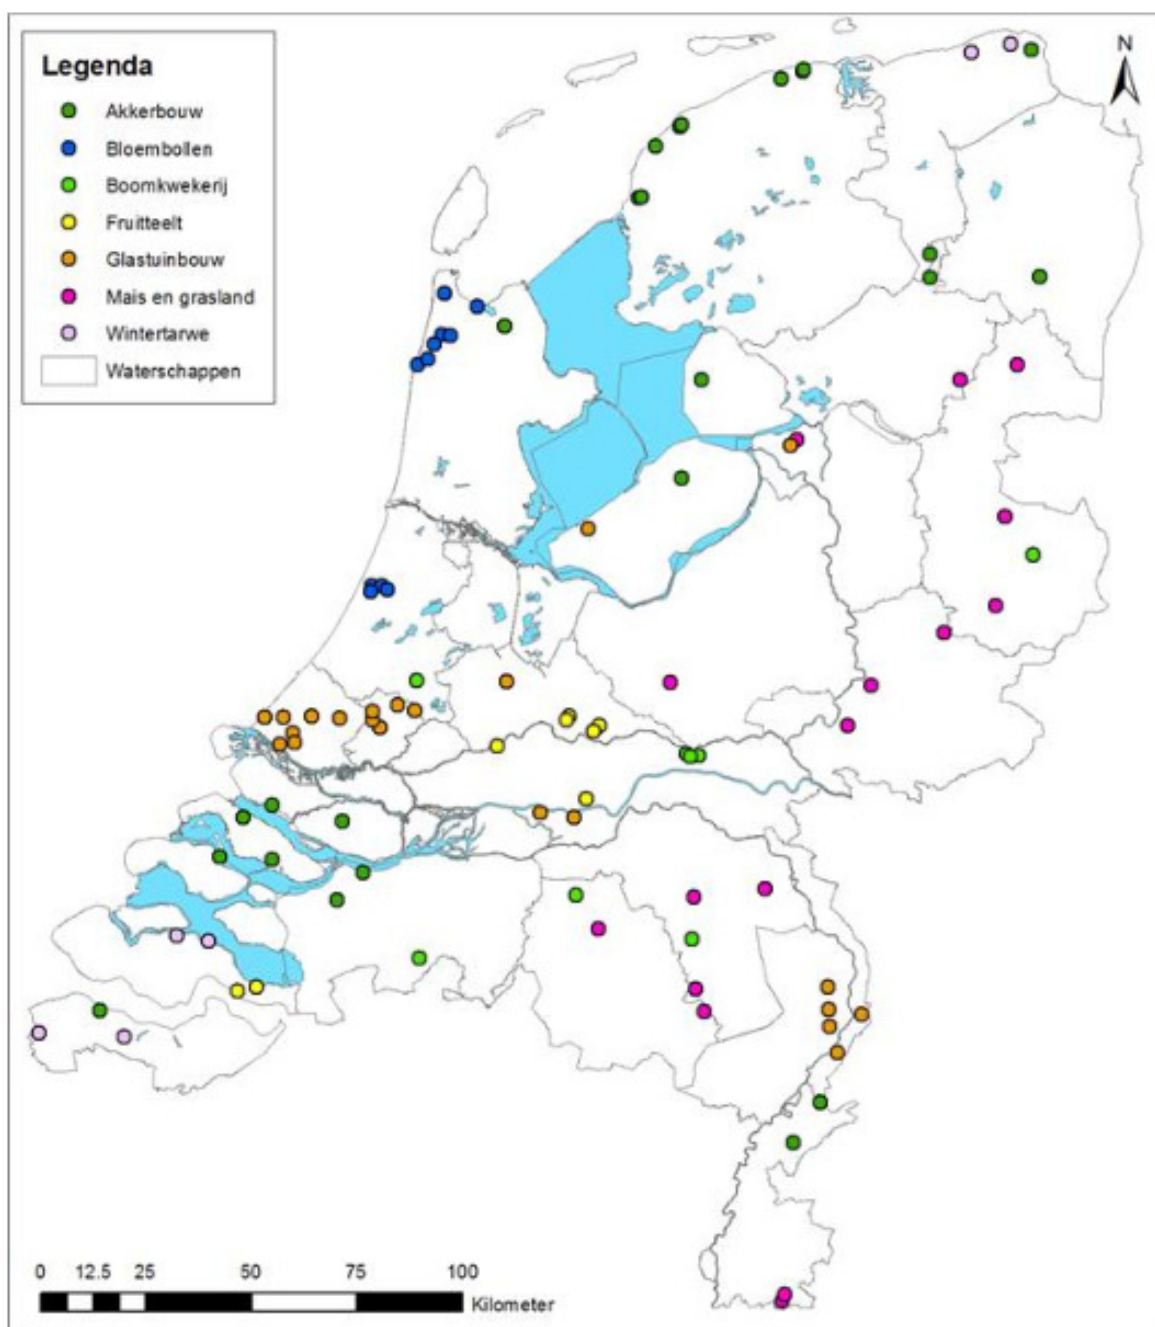 Legenda
Akkerbouw
Bloembollen
Boomkwekerij
Fruitteelt
Glastuinbouw
Mais en grasland
Wintertarwe
Waterschappen
N
0 12.5 25 50 75 100
Kilometer